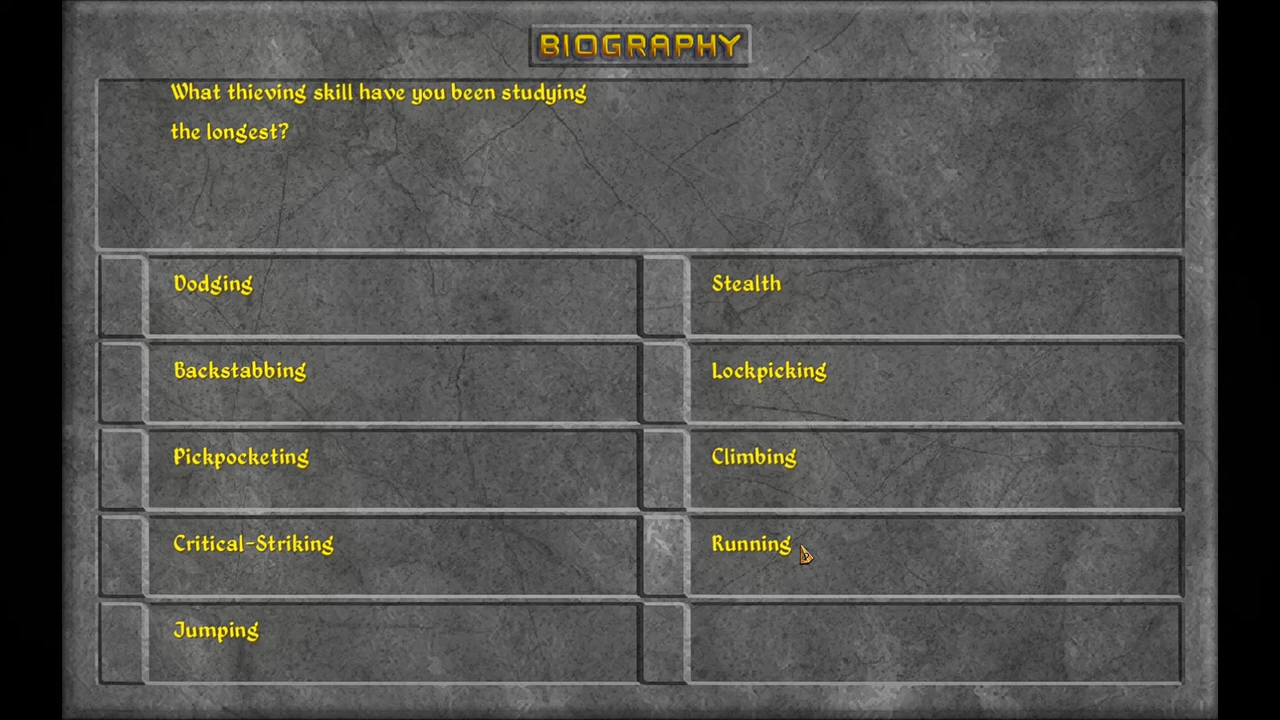 BIOGRAPHY
What thieving skill have you been studying
the longest?
Dodging
Stealth
Backstabbing
Lockpicking
Pickpocketing
Climbing
Critical-Striking
Running
Jumping